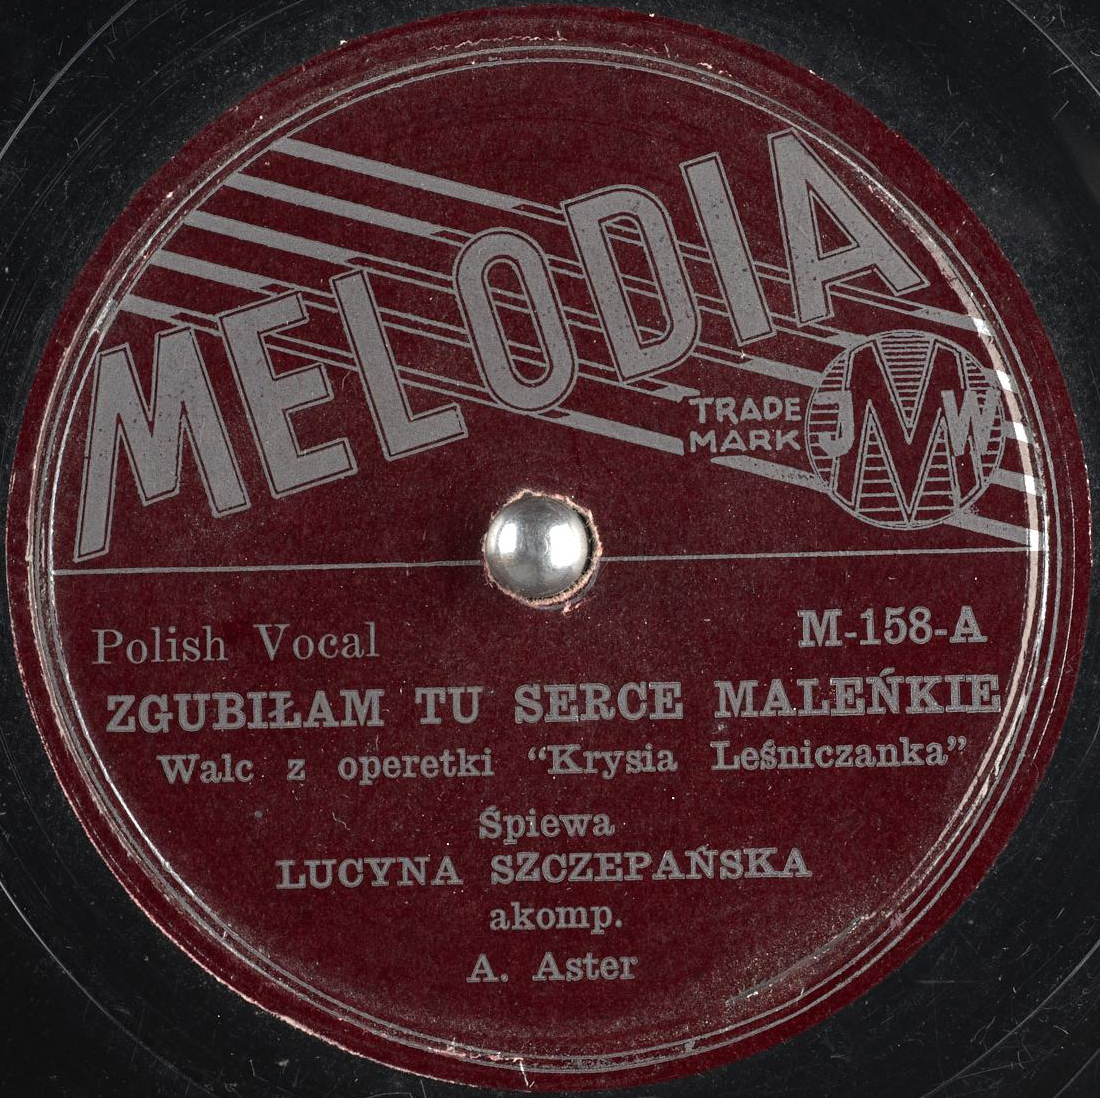 MELODIA
TRADE
MARK
J M W
Polish Vocal
M-158-A
ZGUBIŁAM TU SERCE MALEŃKIE
Walc z operetki “Krysia Leśniczanka”
Śpiewa
LUCYNA SZCZEPAŃSKA
akomp.
A. Aster